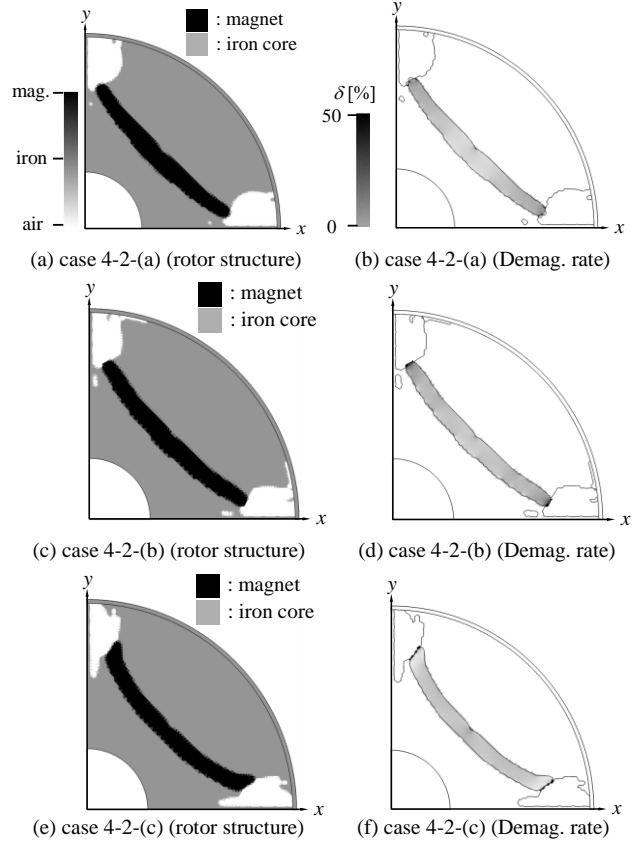 y
: magnet
: iron core
mag.
iron
air
x
(a) case 4-2-(a) (rotor structure)
y
δ [%]
50
0
x
(b) case 4-2-(a) (Demag. rate)
y
: magnet
: iron core
x
(c) case 4-2-(b) (rotor structure)
y
x
(d) case 4-2-(b) (Demag. rate)
y
: magnet
: iron core
x
(e) case 4-2-(c) (rotor structure)
y
x
(f) case 4-2-(c) (Demag. rate)